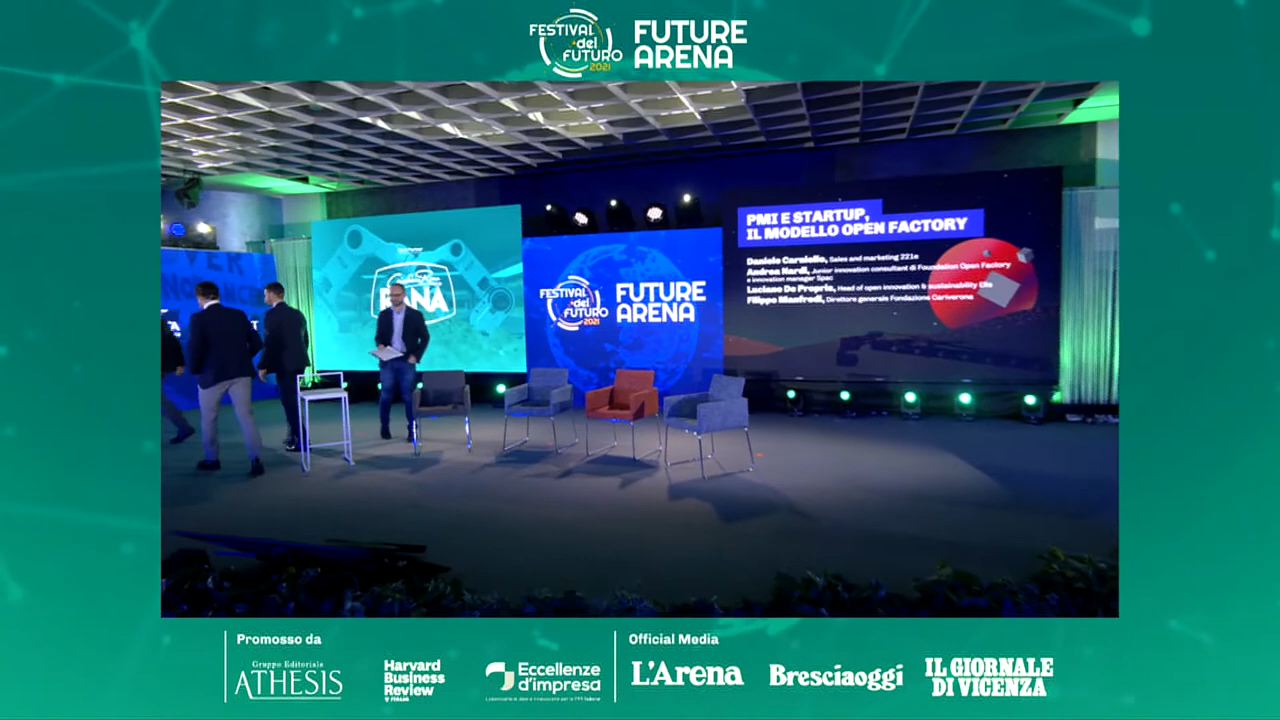 FESTIVAL
del
FUTURO
2021
FUTURE
ARENA
PMI E STARTUP,
IL MODELLO OPEN FACTORY
Daniele Carniello, Sales and marketing 221e
Andrea Nardi, Junior innovation consultant di Foundation Open Factory
e innovation manager Spac
Luciano De Propris, Head of open innovation & sustainability Elis
Filippo Manfredi, Direttore generale Fondazione Cariverona
RANA
FESTIVAL
del
FUTURO
2021
FUTURE
ARENA
Promosso da
Gruppo Editoriale
ATHESIS
Harvard
Business
Review
ITALIA
Eccellenze
d'impresa
Official Media
L'Arena
Bresciaoggi
IL GIORNALE
DI VICENZA